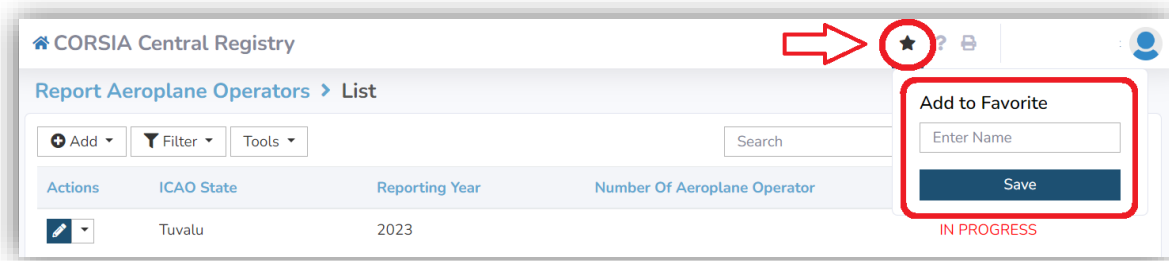 CORSIA Central Registry
?
Report Aeroplane Operators > List
Add to Favorite
Add Filter Tools Search Enter Name
Save
Actions ICAO State Reporting Year Number Of Aeroplane Operator
Tuvalu 2023 IN PROGRESS